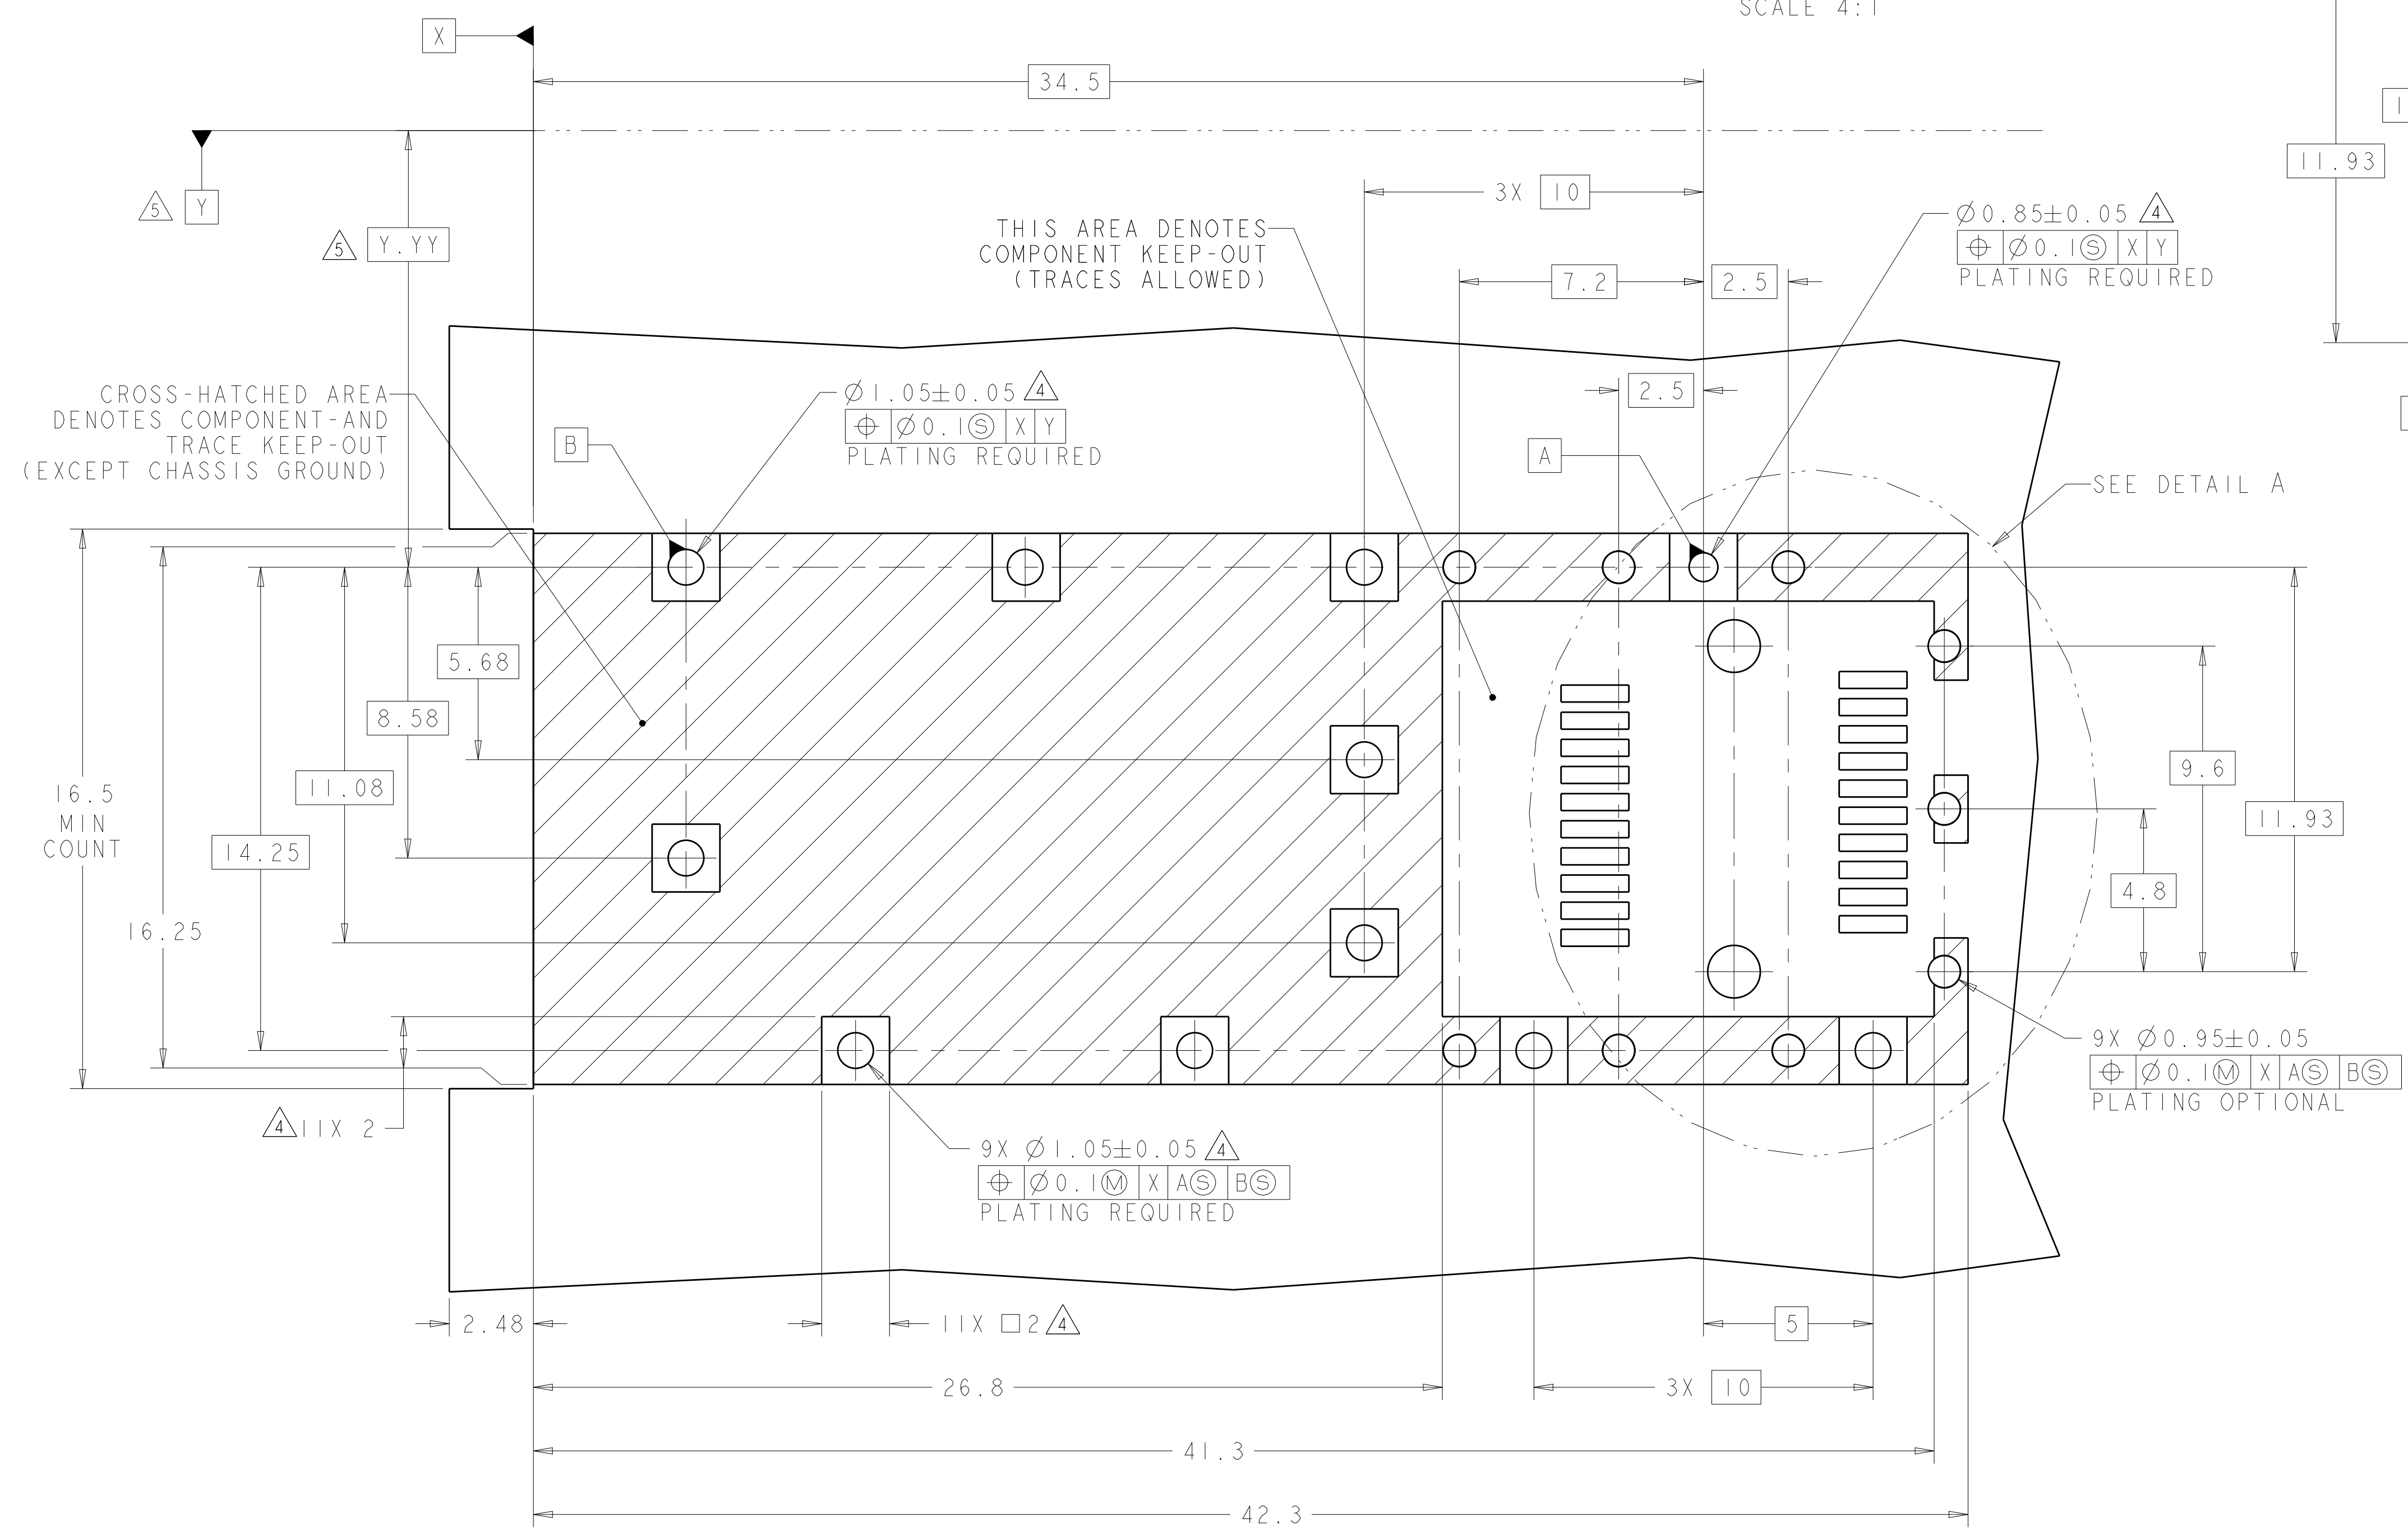 SCALE 4:1
X
34.5
11.93
5
Y
5
Y.YY
3X 10
THIS AREA DENOTES
COMPONENT KEEP-OUT
(TRACES ALLOWED)
7.2
2.5
Ø0.85±0.05 4
⌖ Ø0.1Ⓢ X Y
PLATING REQUIRED
CROSS-HATCHED AREA
DENOTES COMPONENT-AND
TRACE KEEP-OUT
(EXCEPT CHASSIS GROUND)
Ø1.05±0.05 4
⌖ Ø0.1Ⓢ X Y
PLATING REQUIRED
B
2.5
A
SEE DETAIL A
5.68
8.58
11.08
14.25
16.5
MIN
COUNT
16.25
9.6
11.93
4.8
4 11X 2
9X Ø1.05±0.05 4
⌖ Ø0.1Ⓜ X AⓈ BⓈ
PLATING REQUIRED
9X Ø0.95±0.05
⌖ Ø0.1Ⓜ X AⓈ BⓈ
PLATING OPTIONAL
2.48
11X □2 4
5
26.8
3X 10
41.3
42.3